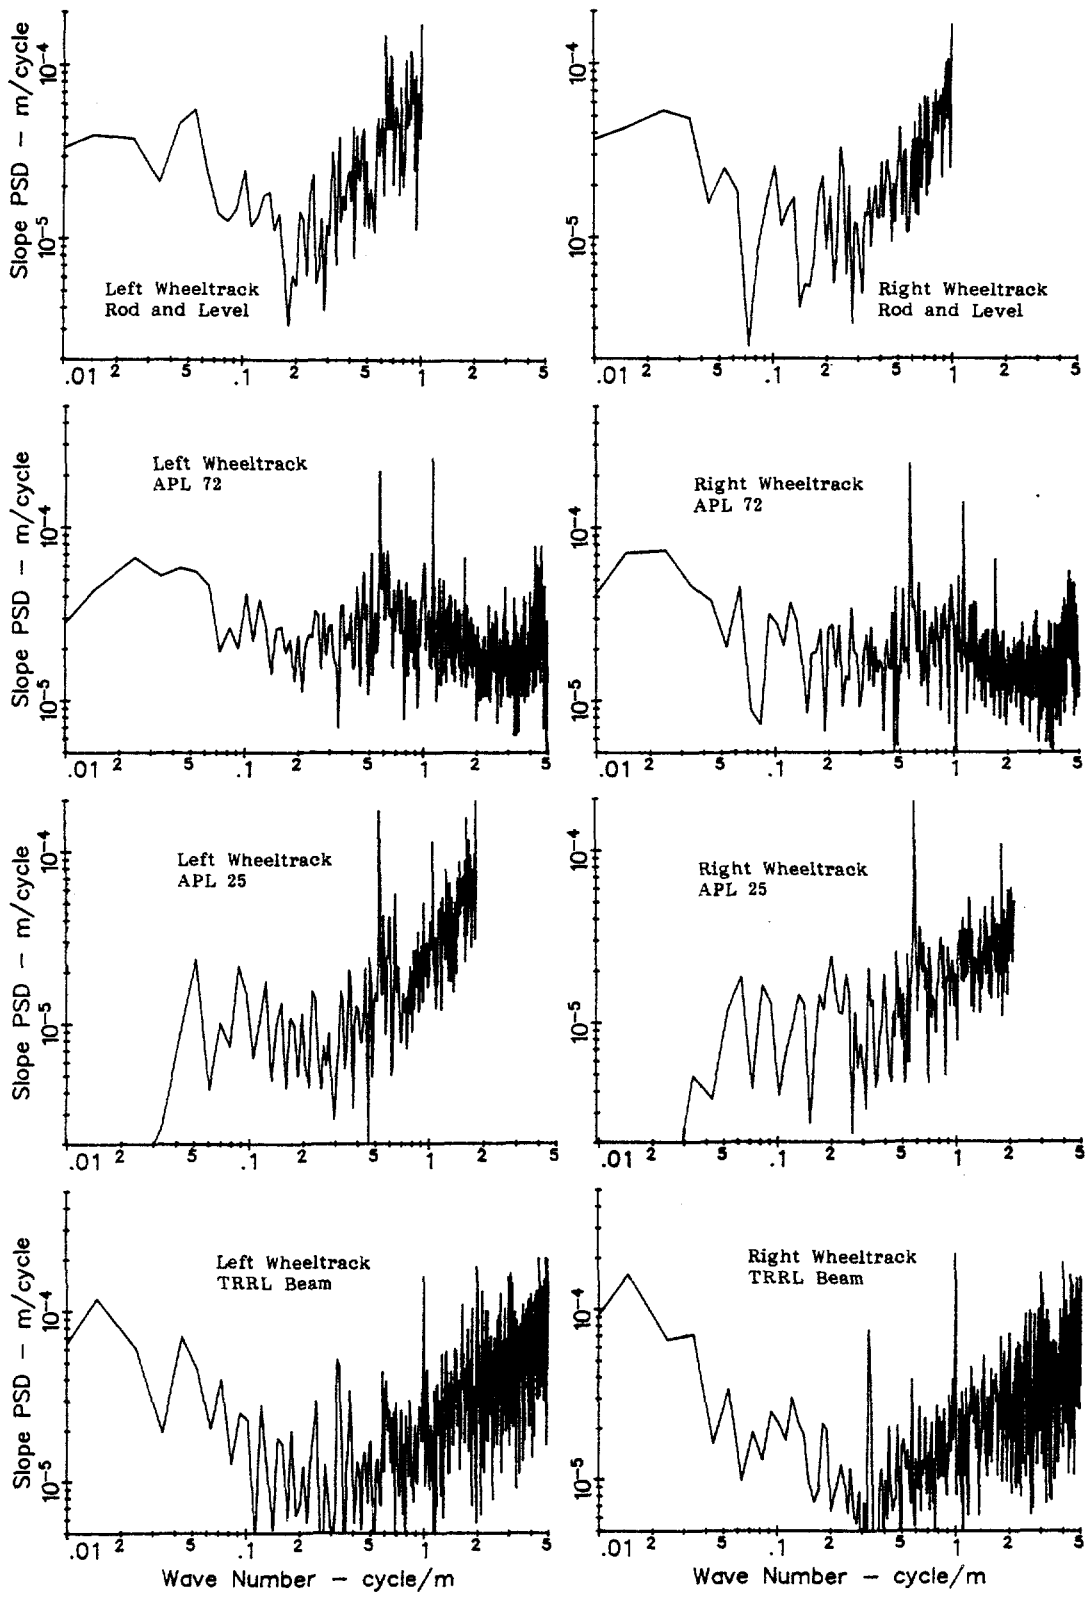 Slope PSD – m/cycle
10⁻⁴
10⁻⁵
Left Wheeltrack
Rod and Level
.01 2 5 .1 2 5 1 2 5
10⁻⁴
10⁻⁵
Right Wheeltrack
Rod and Level
.01 2 5 .1 2 5 1 2 5
Slope PSD – m/cycle
10⁻⁴
10⁻⁵
Left Wheeltrack
APL 72
.01 2 5 .1 2 5 1 2 5
10⁻⁴
10⁻⁵
Right Wheeltrack
APL 72
.01 2 5 .1 2 5 1 2 5
Slope PSD – m/cycle
10⁻⁴
10⁻⁵
Left Wheeltrack
APL 25
.01 2 5 .1 2 5 1 2 5
10⁻⁴
10⁻⁵
Right Wheeltrack
APL 25
.01 2 5 .1 2 5 1 2 5
Slope PSD – m/cycle
10⁻⁴
10⁻⁵
Left Wheeltrack
TRRL Beam
.01 2 5 .1 2 5 1 2 5
Wave Number – cycle/m
10⁻⁴
10⁻⁵
Right Wheeltrack
TRRL Beam
.01 2 5 .1 2 5 1 2 5
Wave Number – cycle/m